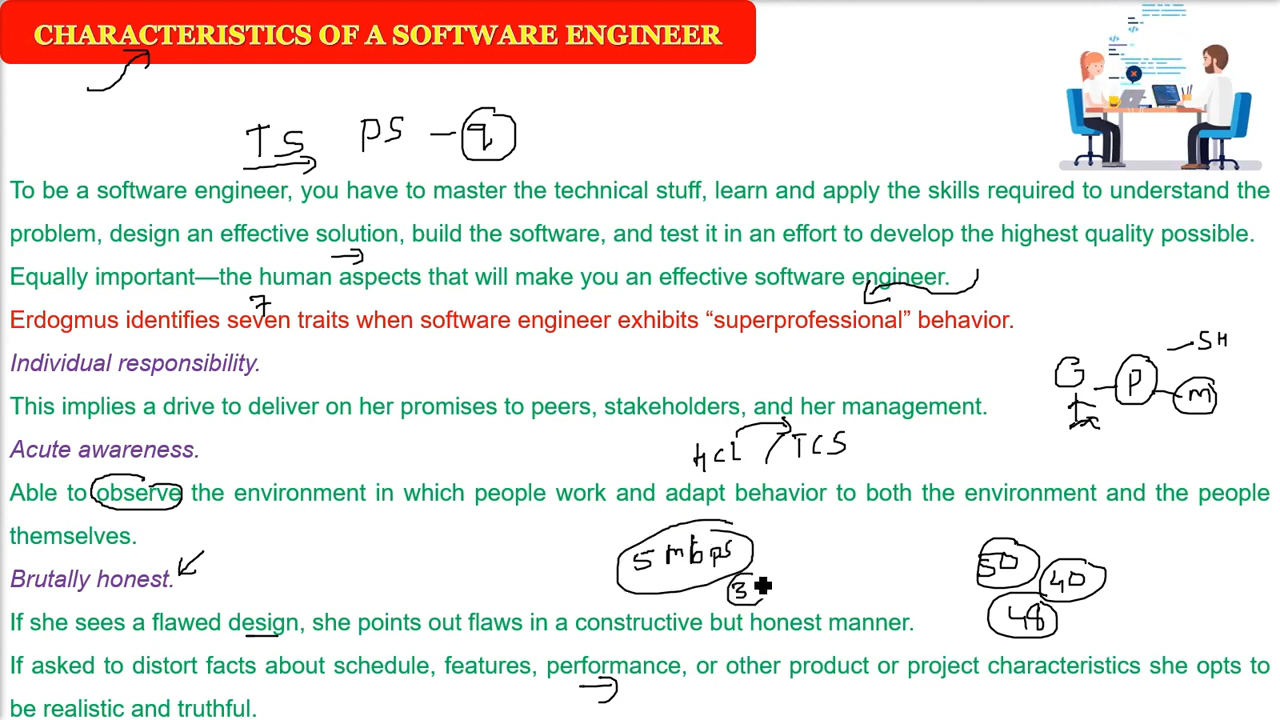 CHARACTERISTICS OF A SOFTWARE ENGINEER
TS PS - q
To be a software engineer, you have to master the technical stuff, learn and apply the skills required to understand the
problem, design an effective solution, build the software, and test it in an effort to develop the highest quality possible.
Equally important—the human aspects that will make you an effective software engineer.
7
Erdogmus identifies seven traits when software engineer exhibits “superprofessional” behavior.
SH
Individual responsibility.
P m
This implies a drive to deliver on her promises to peers, stakeholders, and her management.
HCL TCS
Acute awareness.
Able to observe the environment in which people work and adapt behavior to both the environment and the people
themselves.
5 mbps 50 40
Brutally honest.
3 48
If she sees a flawed design, she points out flaws in a constructive but honest manner.
If asked to distort facts about schedule, features, performance, or other product or project characteristics she opts to
be realistic and truthful.